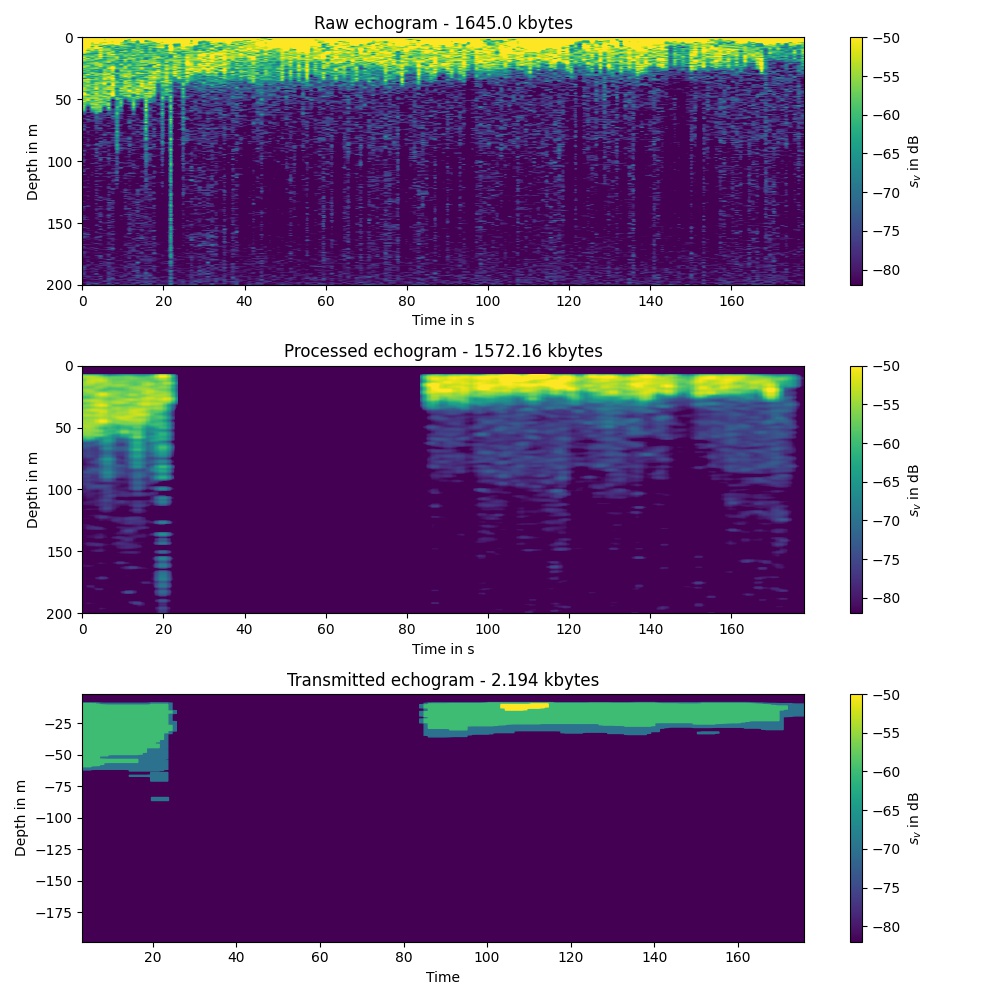 Raw echogram - 1645.0 kbytes
0
50
100
150
200
Depth in m
0 20 40 60 80 100 120 140 160
Time in s
−50
−55
−60
−65
−70
−75
−80
sv in dB
Processed echogram - 1572.16 kbytes
0
50
100
150
200
Depth in m
0 20 40 60 80 100 120 140 160
Time in s
−50
−55
−60
−65
−70
−75
−80
sv in dB
Transmitted echogram - 2.194 kbytes
−25
−50
−75
−100
−125
−150
−175
Depth in m
20 40 60 80 100 120 140 160
Time
−50
−55
−60
−65
−70
−75
−80
sv in dB